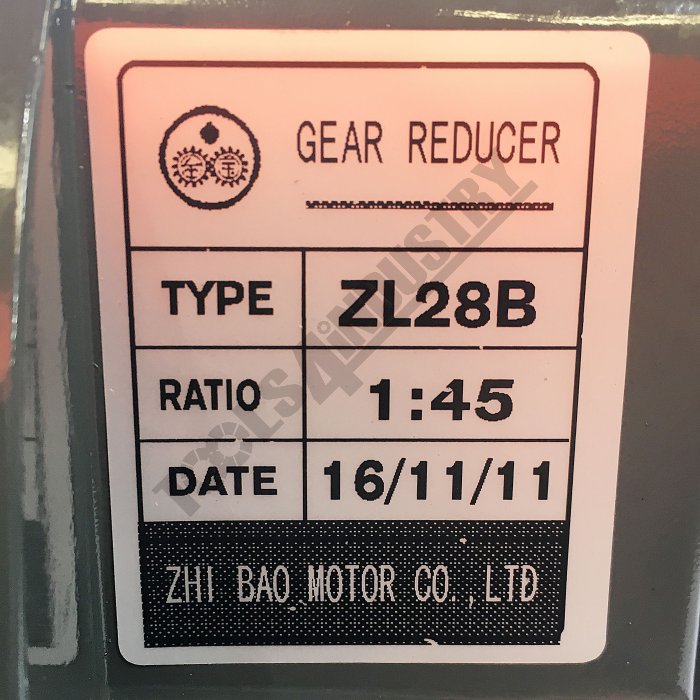 GEAR REDUCER
TYPE ZL28B
RATIO 1:45
DATE 16/11/11
ZHI BAO MOTOR CO.,LTD
TOOLS4INDUSTRY